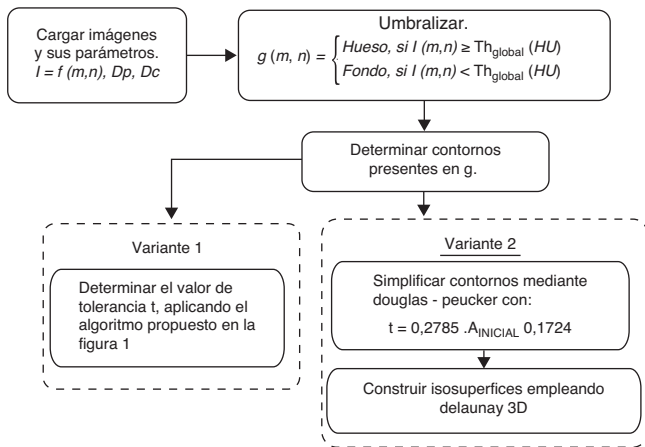 Cargar imágenes
y sus parámetros.
I = f (m,n), Dp, Dc
Umbralizar.
g (m, n) = { Hueso, si I (m,n) ≥ Th_global (HU)
Fondo, si I (m,n) < Th_global (HU)
Determinar contornos
presentes en g.
Variante 1
Determinar el valor de
tolerancia t, aplicando el
algoritmo propuesto en la
figura 1
Variante 2
Simplificar contornos mediante
douglas - peucker con:
t = 0,2785 .A_INICIAL 0,1724
Construir isosuperfices empleando
delaunay 3D